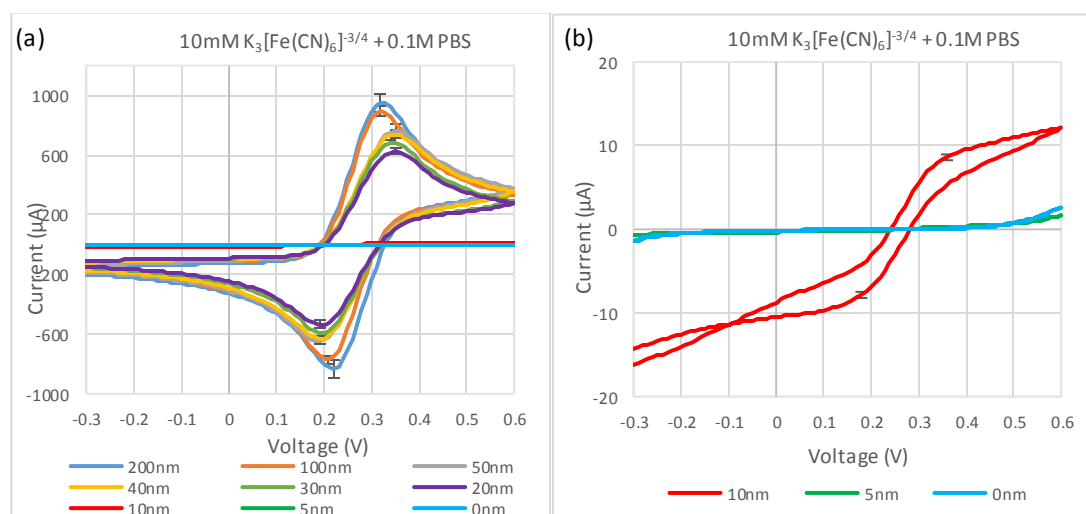 (a)
10mM K3[Fe(CN)6]-3/4 + 0.1M PBS
Current (µA)
1000
600
200
-200
-600
-1000
-0.3 -0.2 -0.1 0 0.1 0.2 0.3 0.4 0.5 0.6
Voltage (V)
200nm 100nm 50nm
40nm 30nm 20nm
10nm 5nm 0nm
(b)
10mM K3[Fe(CN)6]-3/4 + 0.1M PBS
Current (µA)
20
10
0
-10
-20
-0.3 -0.2 -0.1 0 0.1 0.2 0.3 0.4 0.5 0.6
Voltage (V)
10nm 5nm 0nm